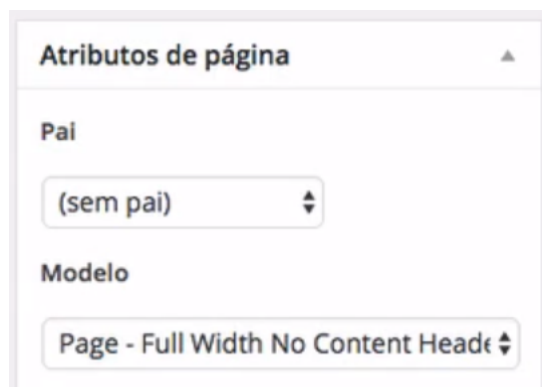 Atributos de página
Pai
(sem pai)
Modelo
Page - Full Width No Content Heade